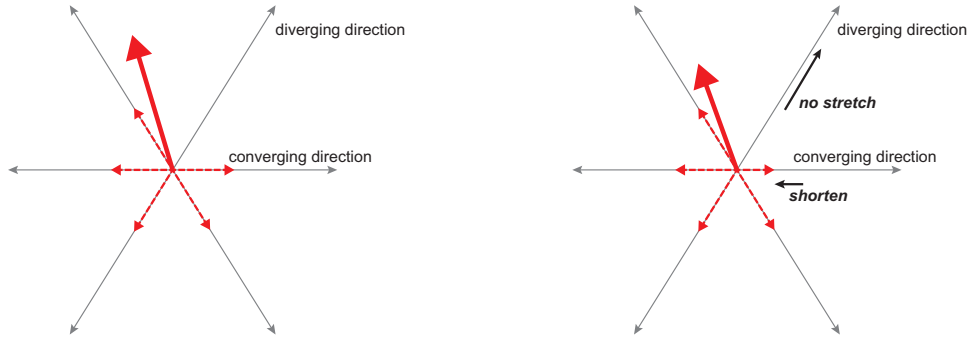 diverging direction
converging direction
diverging direction
no stretch
converging direction
shorten